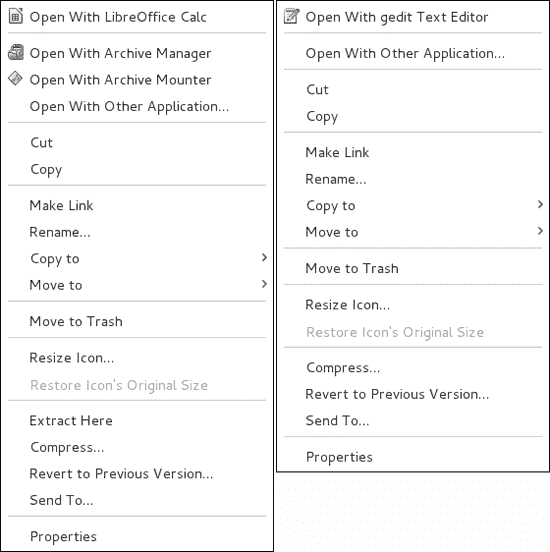 Open With LibreOffice Calc
Open With Archive Manager
Open With Archive Mounter
Open With Other Application...
Cut
Copy
Make Link
Rename...
Copy to
Move to
Move to Trash
Resize Icon...
Restore Icon's Original Size
Extract Here
Compress...
Revert to Previous Version...
Send To...
Properties
Open With gedit Text Editor
Open With Other Application...
Cut
Copy
Make Link
Rename...
Copy to
Move to
Move to Trash
Resize Icon...
Restore Icon's Original Size
Compress...
Revert to Previous Version...
Send To...
Properties